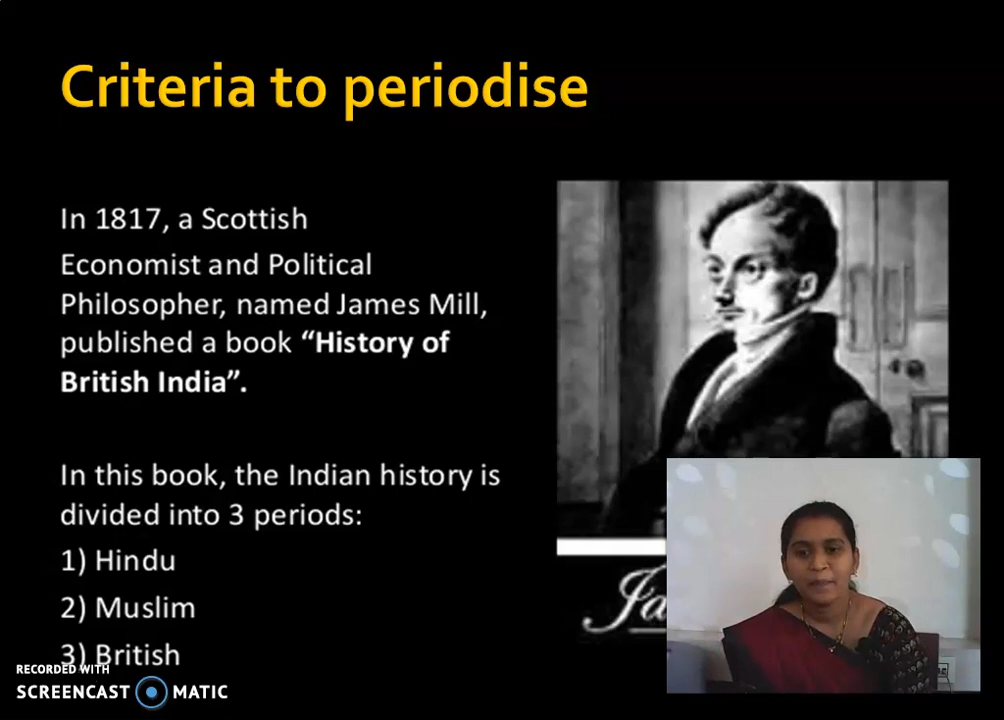 Criteria to periodise
In 1817, a Scottish
Economist and Political
Philosopher, named James Mill,
published a book “History of
British India”.
In this book, the Indian history is
divided into 3 periods:
1) Hindu
2) Muslim
3) British
RECORDED WITH
SCREENCAST MATIC